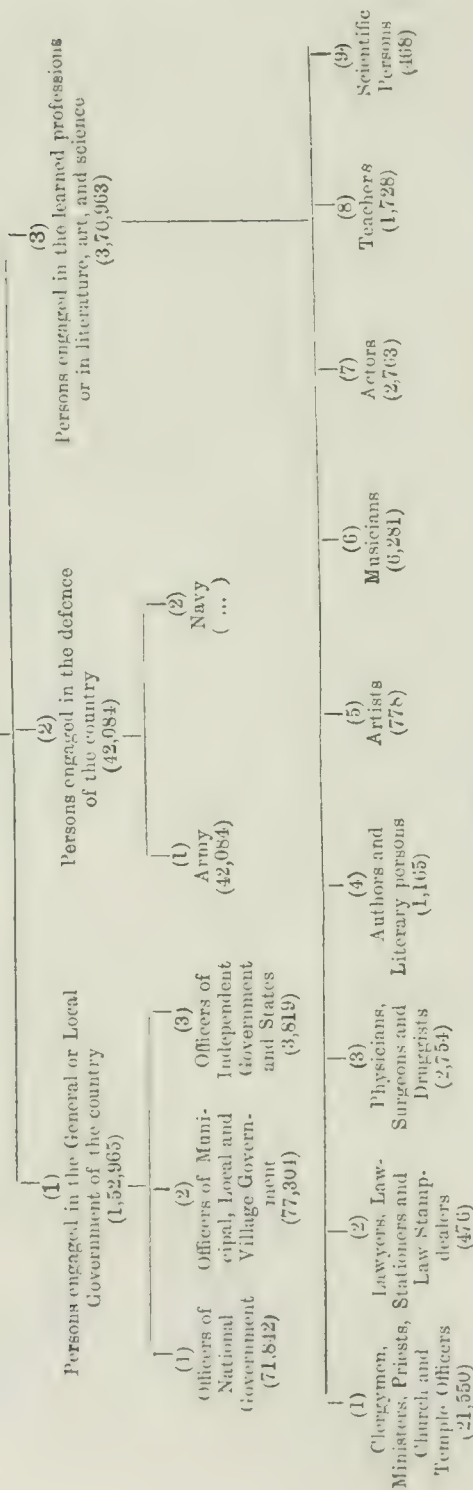 (1)
Persons engaged in the General or Local
Government of the country
(1,52,965)
(2)
Persons engaged in the defence
of the country
(42,084)
(3)
Persons engaged in the learned professions
or in literature, art, and science
(3,70,963)
(1)
Officers of
National
Government
(71,842)
(2)
Officers of Muni-
cipal, Local and
Village Govern-
ment
(77,304)
(3)
Officers of
Independent
Government
and States
(3,819)
(1)
Army
(42,084)
(2)
Navy
( ... )
(1)
Clergymen,
Ministers, Priests,
Church and
Temple Officers
(21,550)
(2)
Lawyers, Law-
Stationers and
Law Stamp-
dealers
(476)
(3)
Physicians,
Surgeons and
Druggists
(2,754)
(4)
Authors and
Literary persons
(1,165)
(5)
Artists
(778)
(6)
Musicians
(6,281)
(7)
Actors
(2,763)
(8)
Teachers
(1,728)
(9)
Scientific
Persons
(468)